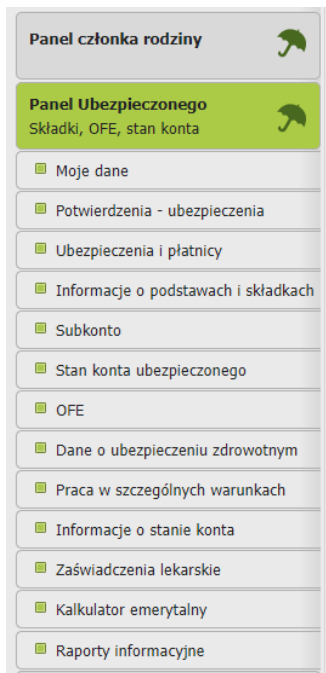 Panel członka rodziny
Panel Ubezpieczonego
Składki, OFE, stan konta
Moje dane
Potwierdzenia - ubezpieczenia
Ubezpieczenia i płatnicy
Informacje o podstawach i składkach
Subkonto
Stan konta ubezpieczonego
OFE
Dane o ubezpieczeniu zdrowotnym
Praca w szczególnych warunkach
Informacje o stanie konta
Zaświadczenia lekarskie
Kalkulator emerytalny
Raporty informacyjne